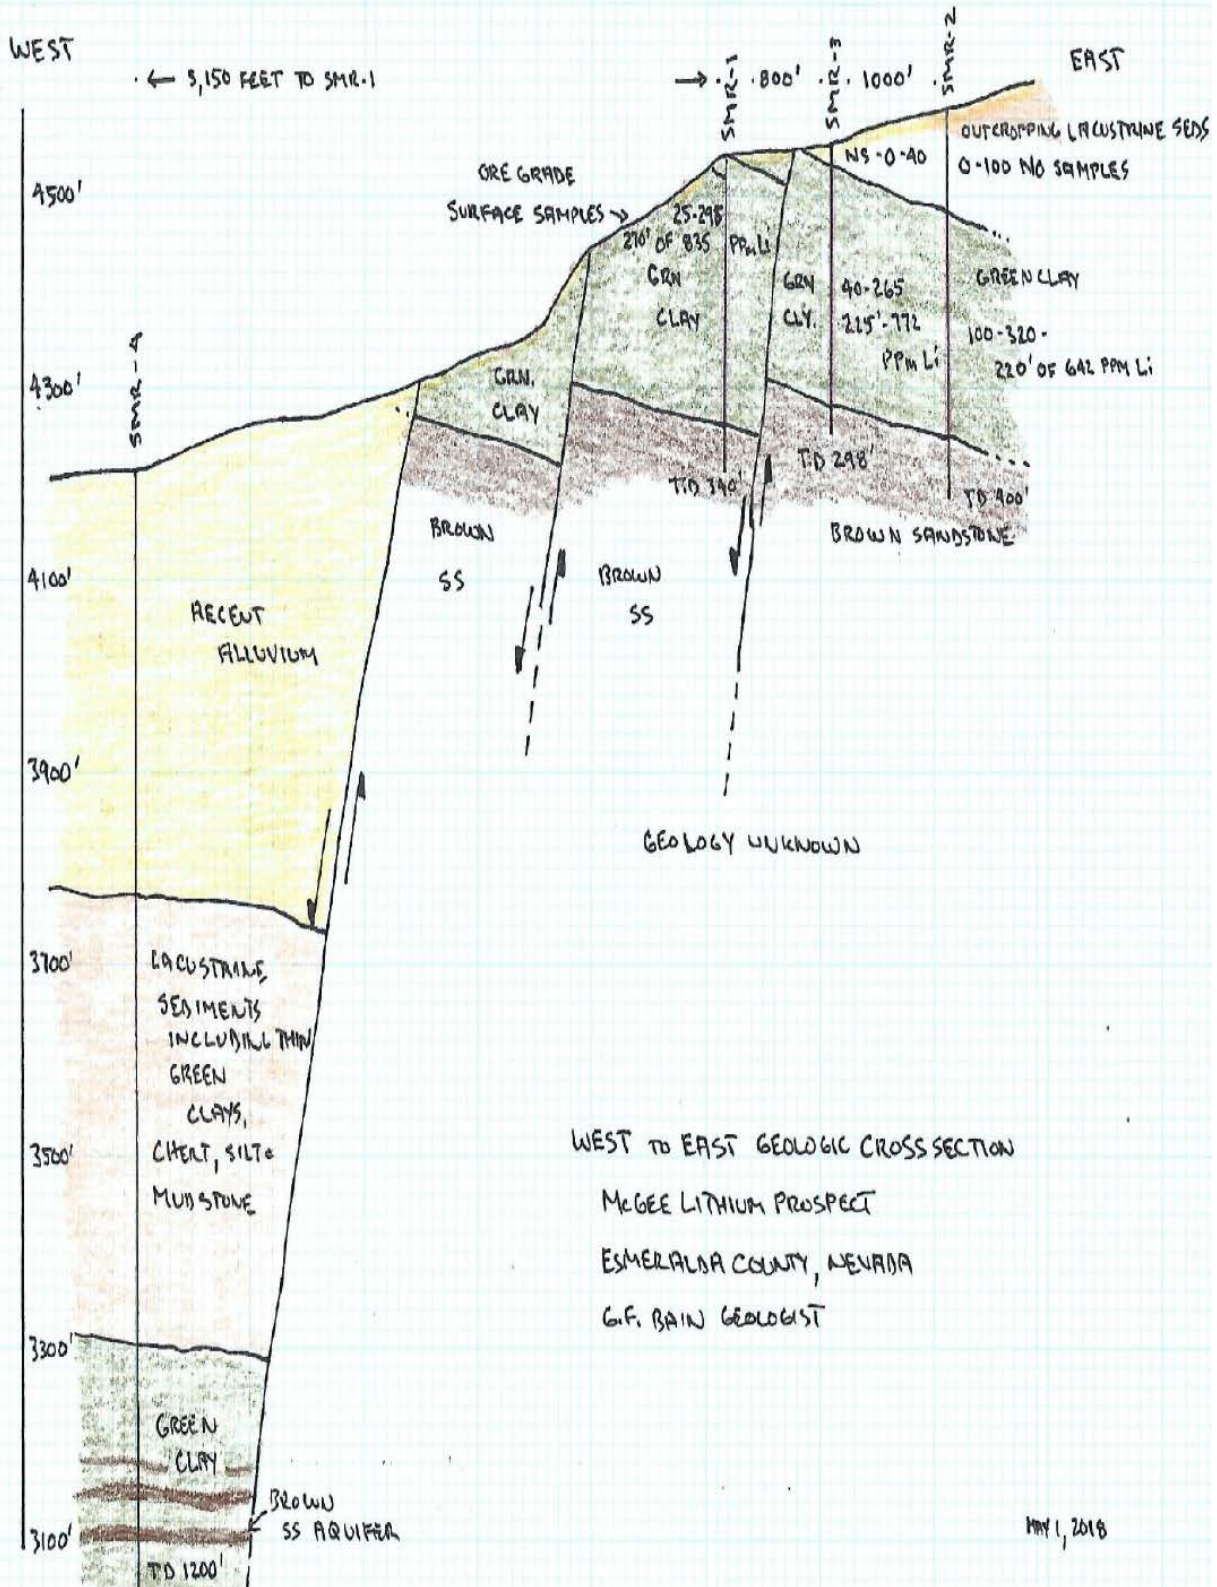 WEST
← 5,150 FEET TO SMR-1
→
SMR-1
800'
SMR-3
1000'
SMR-2
EAST
OUTCROPPING LACUSTRINE SEDS
0-100 NO SAMPLES
NS-0-40
ORE GRADE
SURFACE SAMPLES
4500'
25-295
270' OF 835 PPM Li
GRN
CLAY
GRN
CLY.
40-265
225'-772
PPM Li
GREEN CLAY
100-320-
220' OF 642 PPM Li
SMR-4
4300'
GRN.
CLAY
TD 340'
TD 298'
TD 400'
BROWN SANDSTONE
BROWN
SS
BROWN
SS
4100'
RECENT
ALLUVIUM
3900'
GEOLOGY UNKNOWN
3700'
LACUSTRINE,
SEDIMENTS
INCLUDING THIN
GREEN
CLAYS,
CHERT, SILT &
MUDSTONE
3500'
WEST TO EAST GEOLOGIC CROSS SECTION
McGEE LITHIUM PROSPECT
ESMERALDA COUNTY, NEVADA
G.F. BAIN GEOLOGIST
3300'
GREEN
CLAY
BROWN
SS AQUIFER
3100'
TD 1200'
MAY 1, 2018